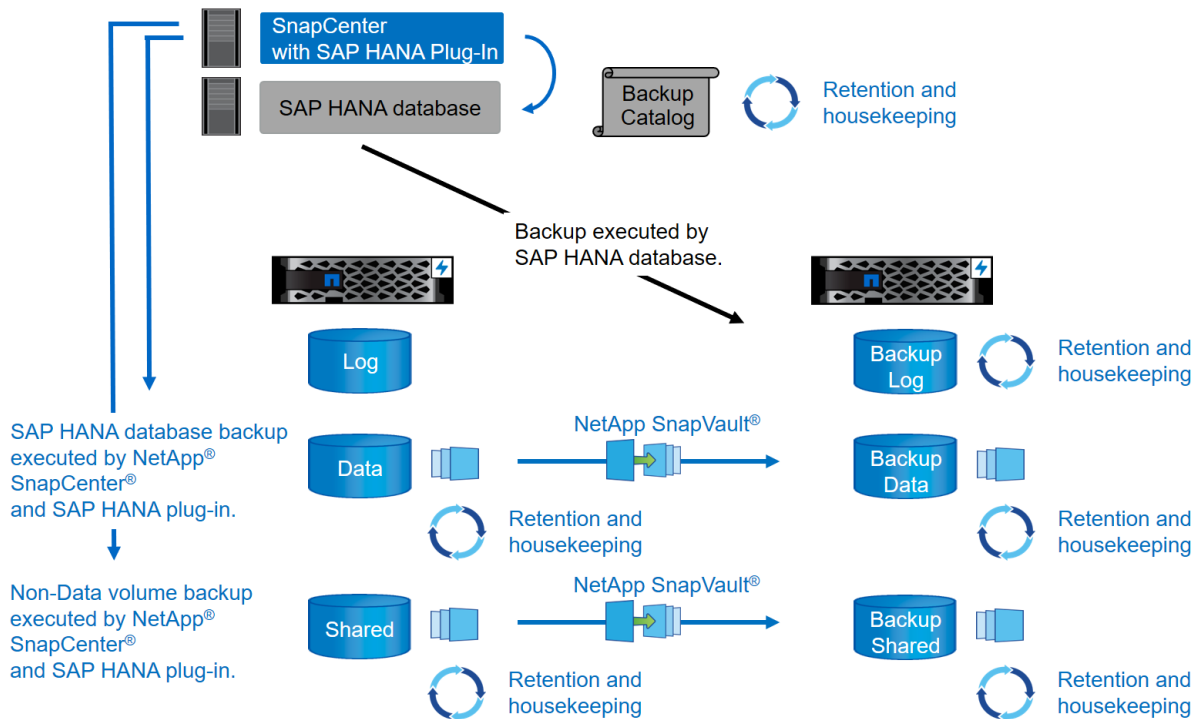 SnapCenter
with SAP HANA Plug-In
SAP HANA database
Backup
Catalog
Retention and
housekeeping
Backup executed by
SAP HANA database.
Log
Backup
Log
Retention and
housekeeping
SAP HANA database backup
executed by NetApp®
SnapCenter®
and SAP HANA plug-in.
Data
NetApp SnapVault®
Backup
Data
Retention and
housekeeping
Retention and
housekeeping
Non-Data volume backup
executed by NetApp®
SnapCenter®
and SAP HANA plug-in.
Shared
NetApp SnapVault®
Backup
Shared
Retention and
housekeeping
Retention and
housekeeping